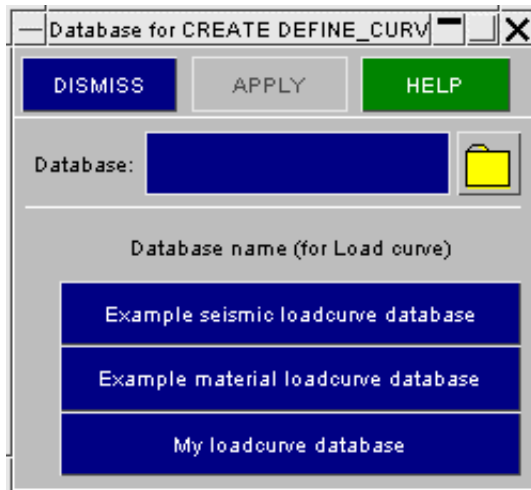 Database for CREATE DEFINE_CURV
DISMISS APPLY HELP
Database:
Database name (for Load curve)
Example seismic loadcurve database
Example material loadcurve database
My loadcurve database